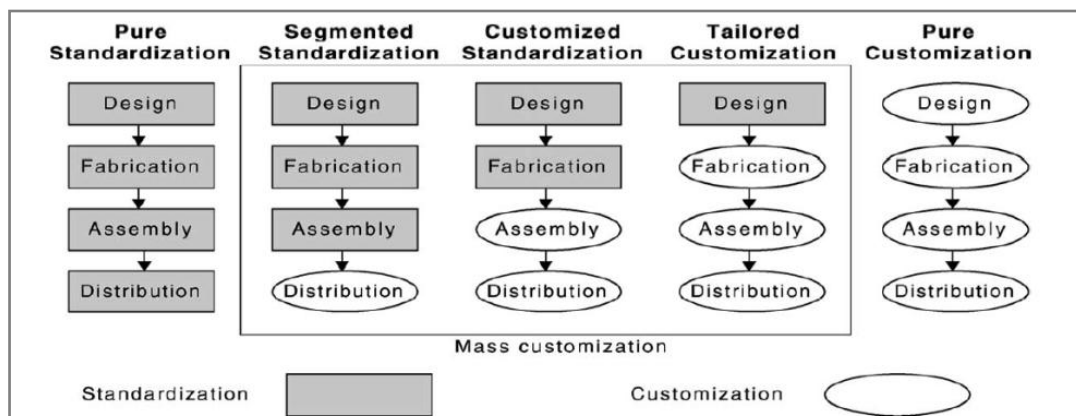 Pure Standardization
Segmented Standardization
Customized Standardization
Tailored Customization
Pure Customization
Design
Design
Design
Design
Design
Fabrication
Fabrication
Fabrication
Fabrication
Fabrication
Assembly
Assembly
Assembly
Assembly
Assembly
Distribution
Distribution
Distribution
Distribution
Distribution
Mass customization
Standardization
Customization